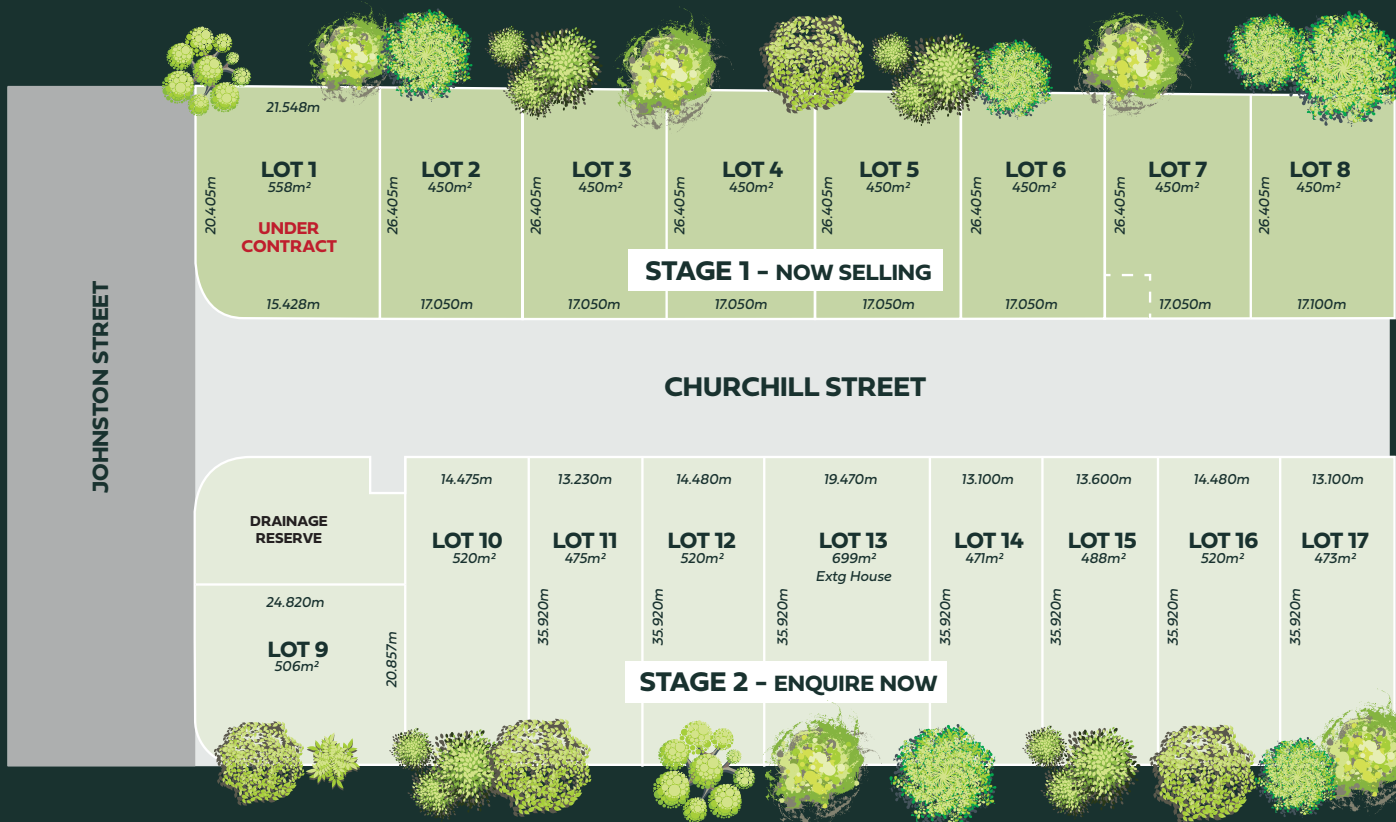 21.548m
LOT 1
558m²
20.405m
UNDER
CONTRACT
15.428m
LOT 2
450m²
26.405m
17.050m
LOT 3
450m²
26.405m
17.050m
LOT 4
450m²
26.405m
17.050m
LOT 5
450m²
26.405m
17.050m
LOT 6
450m²
26.405m
17.050m
LOT 7
450m²
26.405m
17.050m
LOT 8
450m²
26.405m
17.100m
STAGE 1 - NOW SELLING
JOHNSTON STREET
CHURCHILL STREET
DRAINAGE
RESERVE
24.820m
LOT 9
506m²
20.857m
14.475m
LOT 10
520m²
13.230m
LOT 11
475m²
35.920m
14.480m
LOT 12
520m²
35.920m
19.470m
LOT 13
699m²
Extg House
35.920m
13.100m
LOT 14
471m²
35.920m
13.600m
LOT 15
488m²
35.920m
14.480m
LOT 16
520m²
35.920m
13.100m
LOT 17
473m²
35.920m
STAGE 2 - ENQUIRE NOW